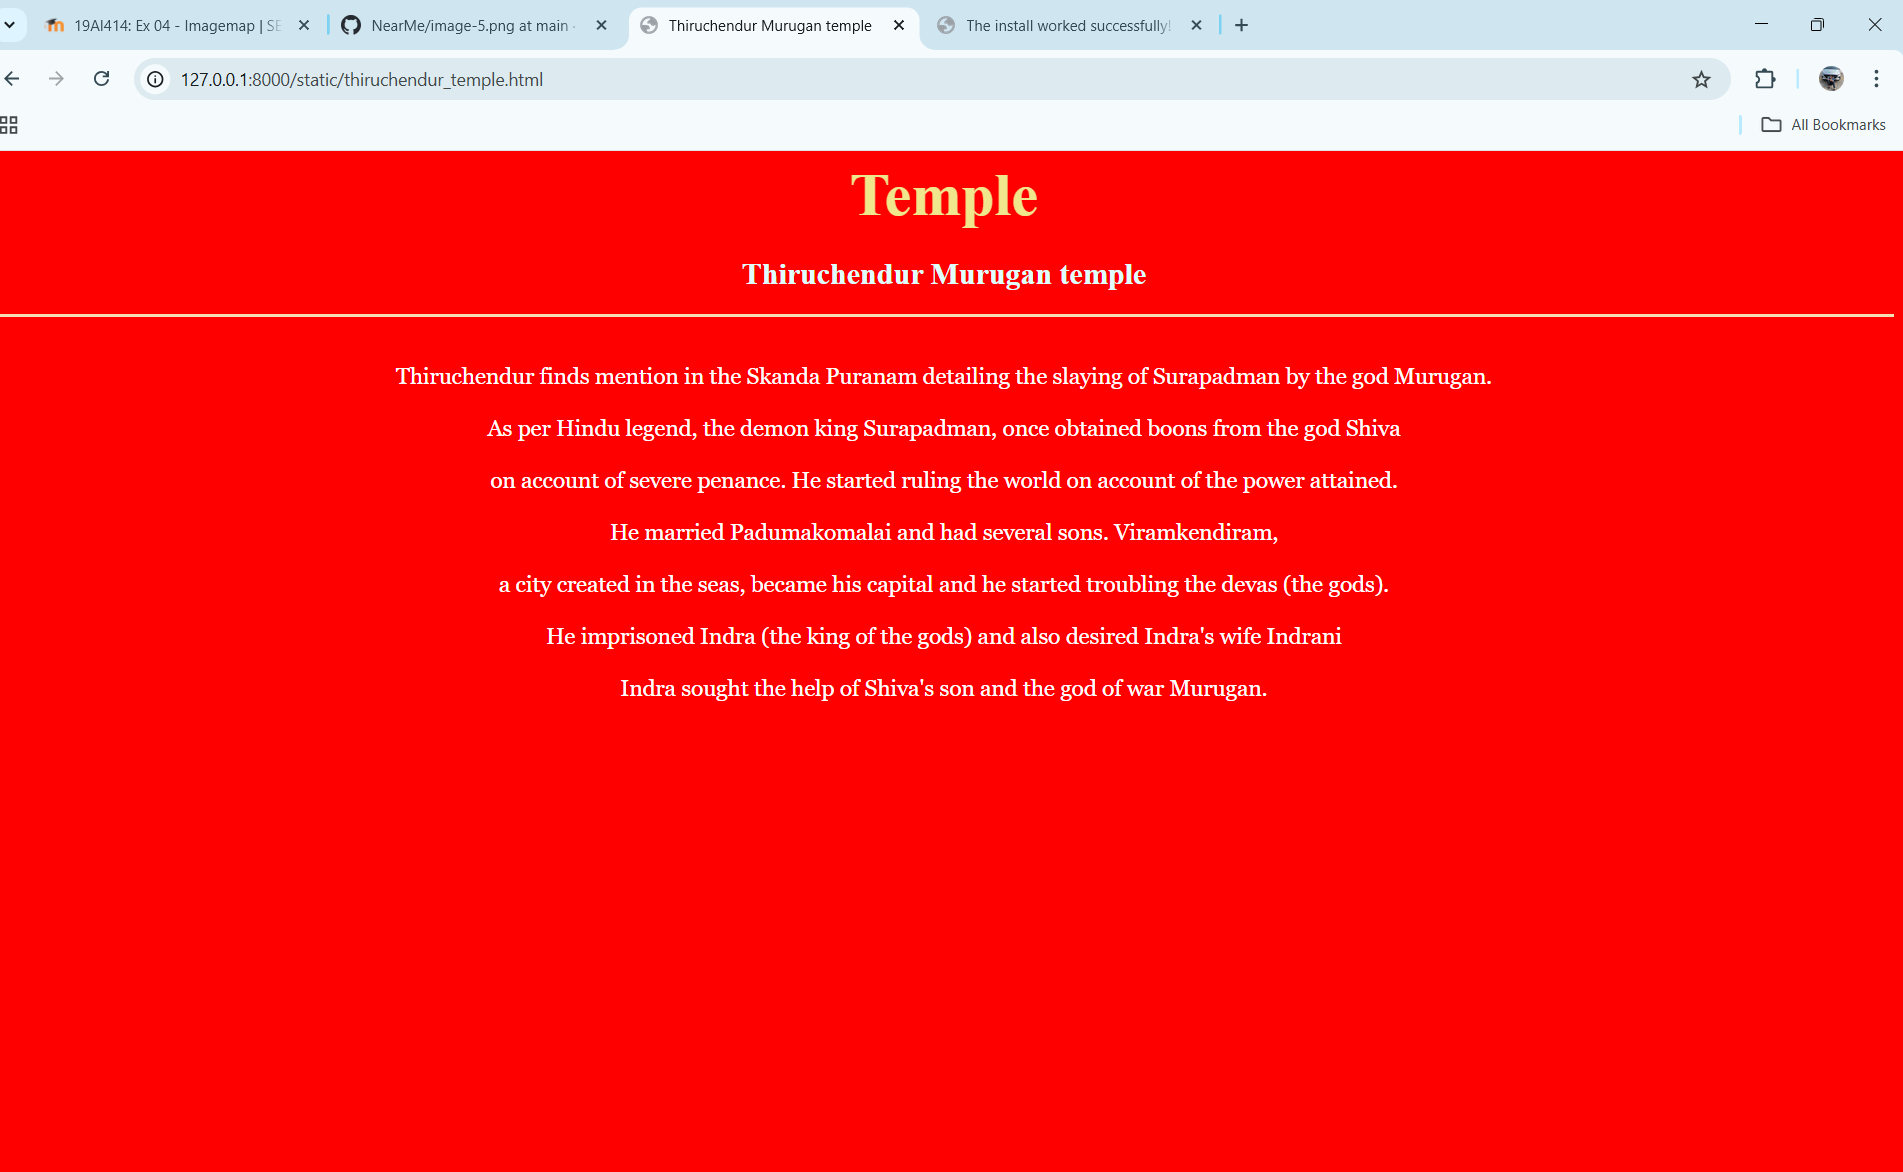 19AI414: Ex 04 - Imagemap | SE
NearMe/image-5.png at main ·
Thiruchendur Murugan temple
The install worked successfully!
127.0.0.1:8000/static/thiruchendur_temple.html
All Bookmarks
Temple
Thiruchendur Murugan temple
Thiruchendur finds mention in the Skanda Puranam detailing the slaying of Surapadman by the god Murugan.
As per Hindu legend, the demon king Surapadman, once obtained boons from the god Shiva
on account of severe penance. He started ruling the world on account of the power attained.
He married Padumakomalai and had several sons. Viramkendiram,
a city created in the seas, became his capital and he started troubling the devas (the gods).
He imprisoned Indra (the king of the gods) and also desired Indra's wife Indrani
Indra sought the help of Shiva's son and the god of war Murugan.